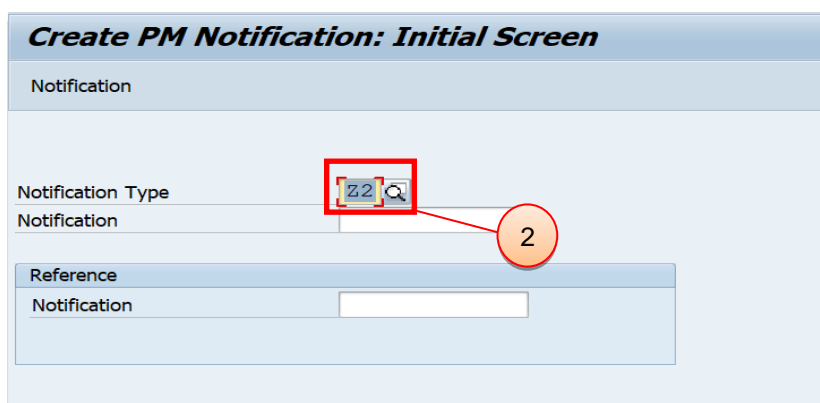 Create PM Notification: Initial Screen
Notification
Notification Type Z2
Notification
2
Reference
Notification